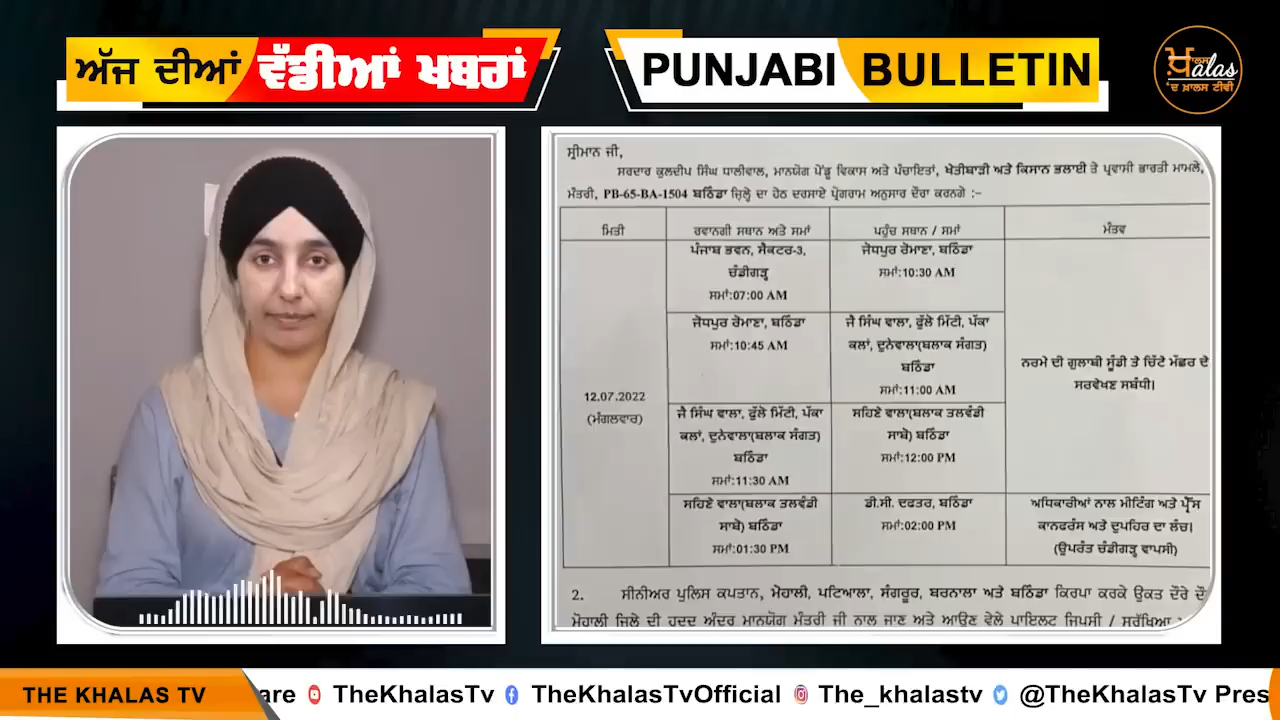 ਅੱਜ ਦੀਆਂ ਵੱਡੀਆਂ ਖਬਰਾਂ
PUNJABI BULLETIN
ਖ਼ਾਲਸ
alas
'ਦ ਖ਼ਾਲਸ ਟੀਵੀ
ਸ੍ਰੀਮਾਨ ਜੀ,
ਸਰਦਾਰ ਕੁਲਦੀਪ ਸਿੰਘ ਧਾਲੀਵਾਲ, ਮਾਨਯੋਗ ਪੇਂਡੂ ਵਿਕਾਸ ਅਤੇ ਪੰਚਾਇਤਾਂ, ਖੇਤੀਬਾੜੀ ਅਤੇ ਕਿਸਾਨ ਭਲਾਈ ਤੇ ਪ੍ਰਵਾਸੀ ਭਾਰਤੀ ਮਾਮਲੇ,
ਮੰਤਰੀ, PB-65-BA-1504 ਬਠਿੰਡਾ ਜ਼ਿਲ੍ਹੇ ਦਾ ਹੇਠ ਦਰਸਾਏ ਪ੍ਰੋਗਰਾਮ ਅਨੁਸਾਰ ਦੌਰਾ ਕਰਨਗੇ :-
ਮਿਤੀ
ਰਵਾਨਗੀ ਸਥਾਨ ਅਤੇ ਸਮਾਂ
ਪਹੁੰਚ ਸਥਾਨ / ਸਮਾਂ
ਮੰਤਵ
12.07.2022
(ਮੰਗਲਵਾਰ)
ਪੰਜਾਬ ਭਵਨ, ਸੈਕਟਰ-3,
ਚੰਡੀਗੜ੍ਹ
ਸਮਾਂ:07:00 AM
ਜੋਧਪੁਰ ਰੋਮਾਣਾ, ਬਠਿੰਡਾ
ਸਮਾਂ:10:30 AM
ਜੋਧਪੁਰ ਰੋਮਾਣਾ, ਬਠਿੰਡਾ
ਸਮਾਂ:10:45 AM
ਜੈ ਸਿੰਘ ਵਾਲਾ, ਫੁੱਲੋ ਮਿੱਟੀ, ਪੱਕਾ
ਕਲਾਂ, ਦੁਨੇਵਾਲਾ(ਬਲਾਕ ਸੰਗਤ)
ਬਠਿੰਡਾ
ਸਮਾਂ:11:00 AM
ਨਰਮੇ ਦੀ ਗੁਲਾਬੀ ਸੂੰਡੀ ਤੇ ਚਿੱਟੇ ਮੱਛਰ ਦੇ
ਸਰਵੇਖਣ ਸਬੰਧੀ।
ਜੈ ਸਿੰਘ ਵਾਲਾ, ਫੁੱਲੋ ਮਿੱਟੀ, ਪੱਕਾ
ਕਲਾਂ, ਦੁਨੇਵਾਲਾ(ਬਲਾਕ ਸੰਗਤ)
ਬਠਿੰਡਾ
ਸਮਾਂ:11:30 AM
ਸਹਿਣੇ ਵਾਲਾ(ਬਲਾਕ ਤਲਵੰਡੀ
ਸਾਬੋ) ਬਠਿੰਡਾ
ਸਮਾਂ:12:00 PM
ਸਹਿਣੇ ਵਾਲਾ(ਬਲਾਕ ਤਲਵੰਡੀ
ਸਾਬੋ) ਬਠਿੰਡਾ
ਸਮਾਂ:01:30 PM
ਡੀ.ਸੀ. ਦਫਤਰ, ਬਠਿੰਡਾ
ਸਮਾਂ:02:00 PM
ਅਧਿਕਾਰੀਆਂ ਨਾਲ ਮੀਟਿੰਗ ਅਤੇ ਪ੍ਰੈੱਸ
ਕਾਨਫਰੰਸ ਅਤੇ ਦੁਪਹਿਰ ਦਾ ਲੰਚ।
(ਉਪਰੰਤ ਚੰਡੀਗੜ੍ਹ ਵਾਪਸੀ)
2. ਸੀਨੀਅਰ ਪੁਲਿਸ ਕਪਤਾਨ, ਮੋਹਾਲੀ, ਪਟਿਆਲਾ, ਸੰਗਰੂਰ, ਬਰਨਾਲਾ ਅਤੇ ਬਠਿੰਡਾ ਕਿਰਪਾ ਕਰਕੇ ਉਕਤ ਦੌਰੇ ਦੌ
ਮੋਹਾਲੀ ਜਿਲੇ ਦੀ ਹਦਦ ਅੰਦਰ ਮਾਨਯੋਗ ਮੰਤਰੀ ਜੀ ਨਾਲ ਜਾਣ ਅਤੇ ਆਉਣ ਵੇਲੇ ਪਾਇਲਟ ਜਿਪਸੀ / ਸੁਰੱਖਿਆ
THE KHALAS TV
are TheKhalasTv TheKhalasTvOfficial The_khalastv @TheKhalasTv Pres